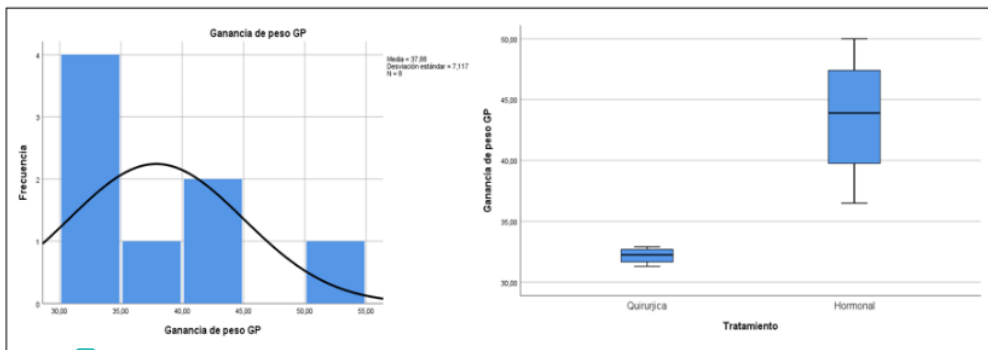 Ganancia de peso GP
Media = 37,88
Desviación estándar = 7,117
N = 8
4
3
2
1
0
Frecuencia
30,00 35,00 40,00 45,00 50,00 55,00
Ganancia de peso GP
50,00
45,00
40,00
35,00
30,00
Ganancia de peso GP
Quirurjica Hormonal
Tratamiento